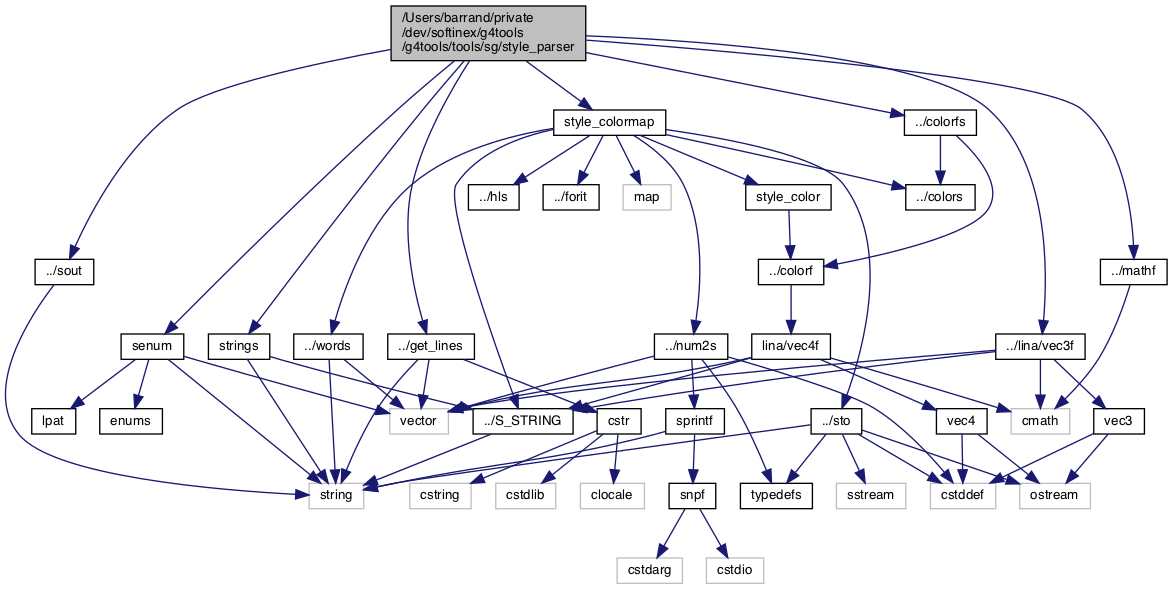 /Users/barrand/private
/dev/softinex/g4tools
/g4tools/tools/sg/style_parser
style_colormap
../colorfs
../hls
../forit
map
style_color
../colors
../sout
../colorf
../mathf
senum
strings
../words
../get_lines
../num2s
lina/vec4f
../lina/vec3f
lpat
enums
vector
../S_STRING
cstr
sprintf
../sto
vec4
cmath
vec3
string
cstring
cstdlib
clocale
snpf
typedefs
sstream
cstddef
ostream
cstdarg
cstdio